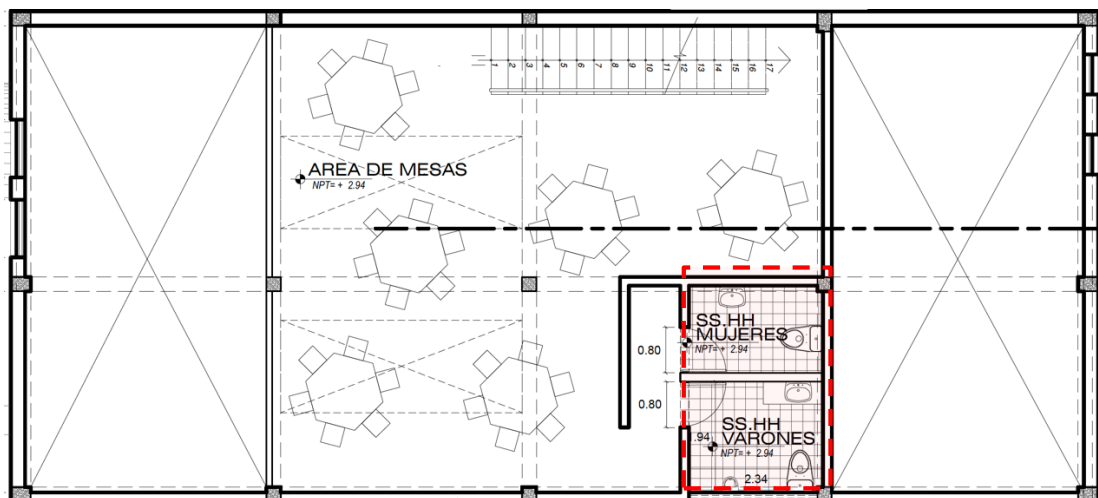 1 2 3 4 5 6 7 8 9 10 11 12 13 14 15 16 17
AREA DE MESAS
NPT= + 2.94
SS.HH
MUJERES
NPT= + 2.94
0.80
0.80
SS.HH
1.94 VARONES
NPT= + 2.94
2.34